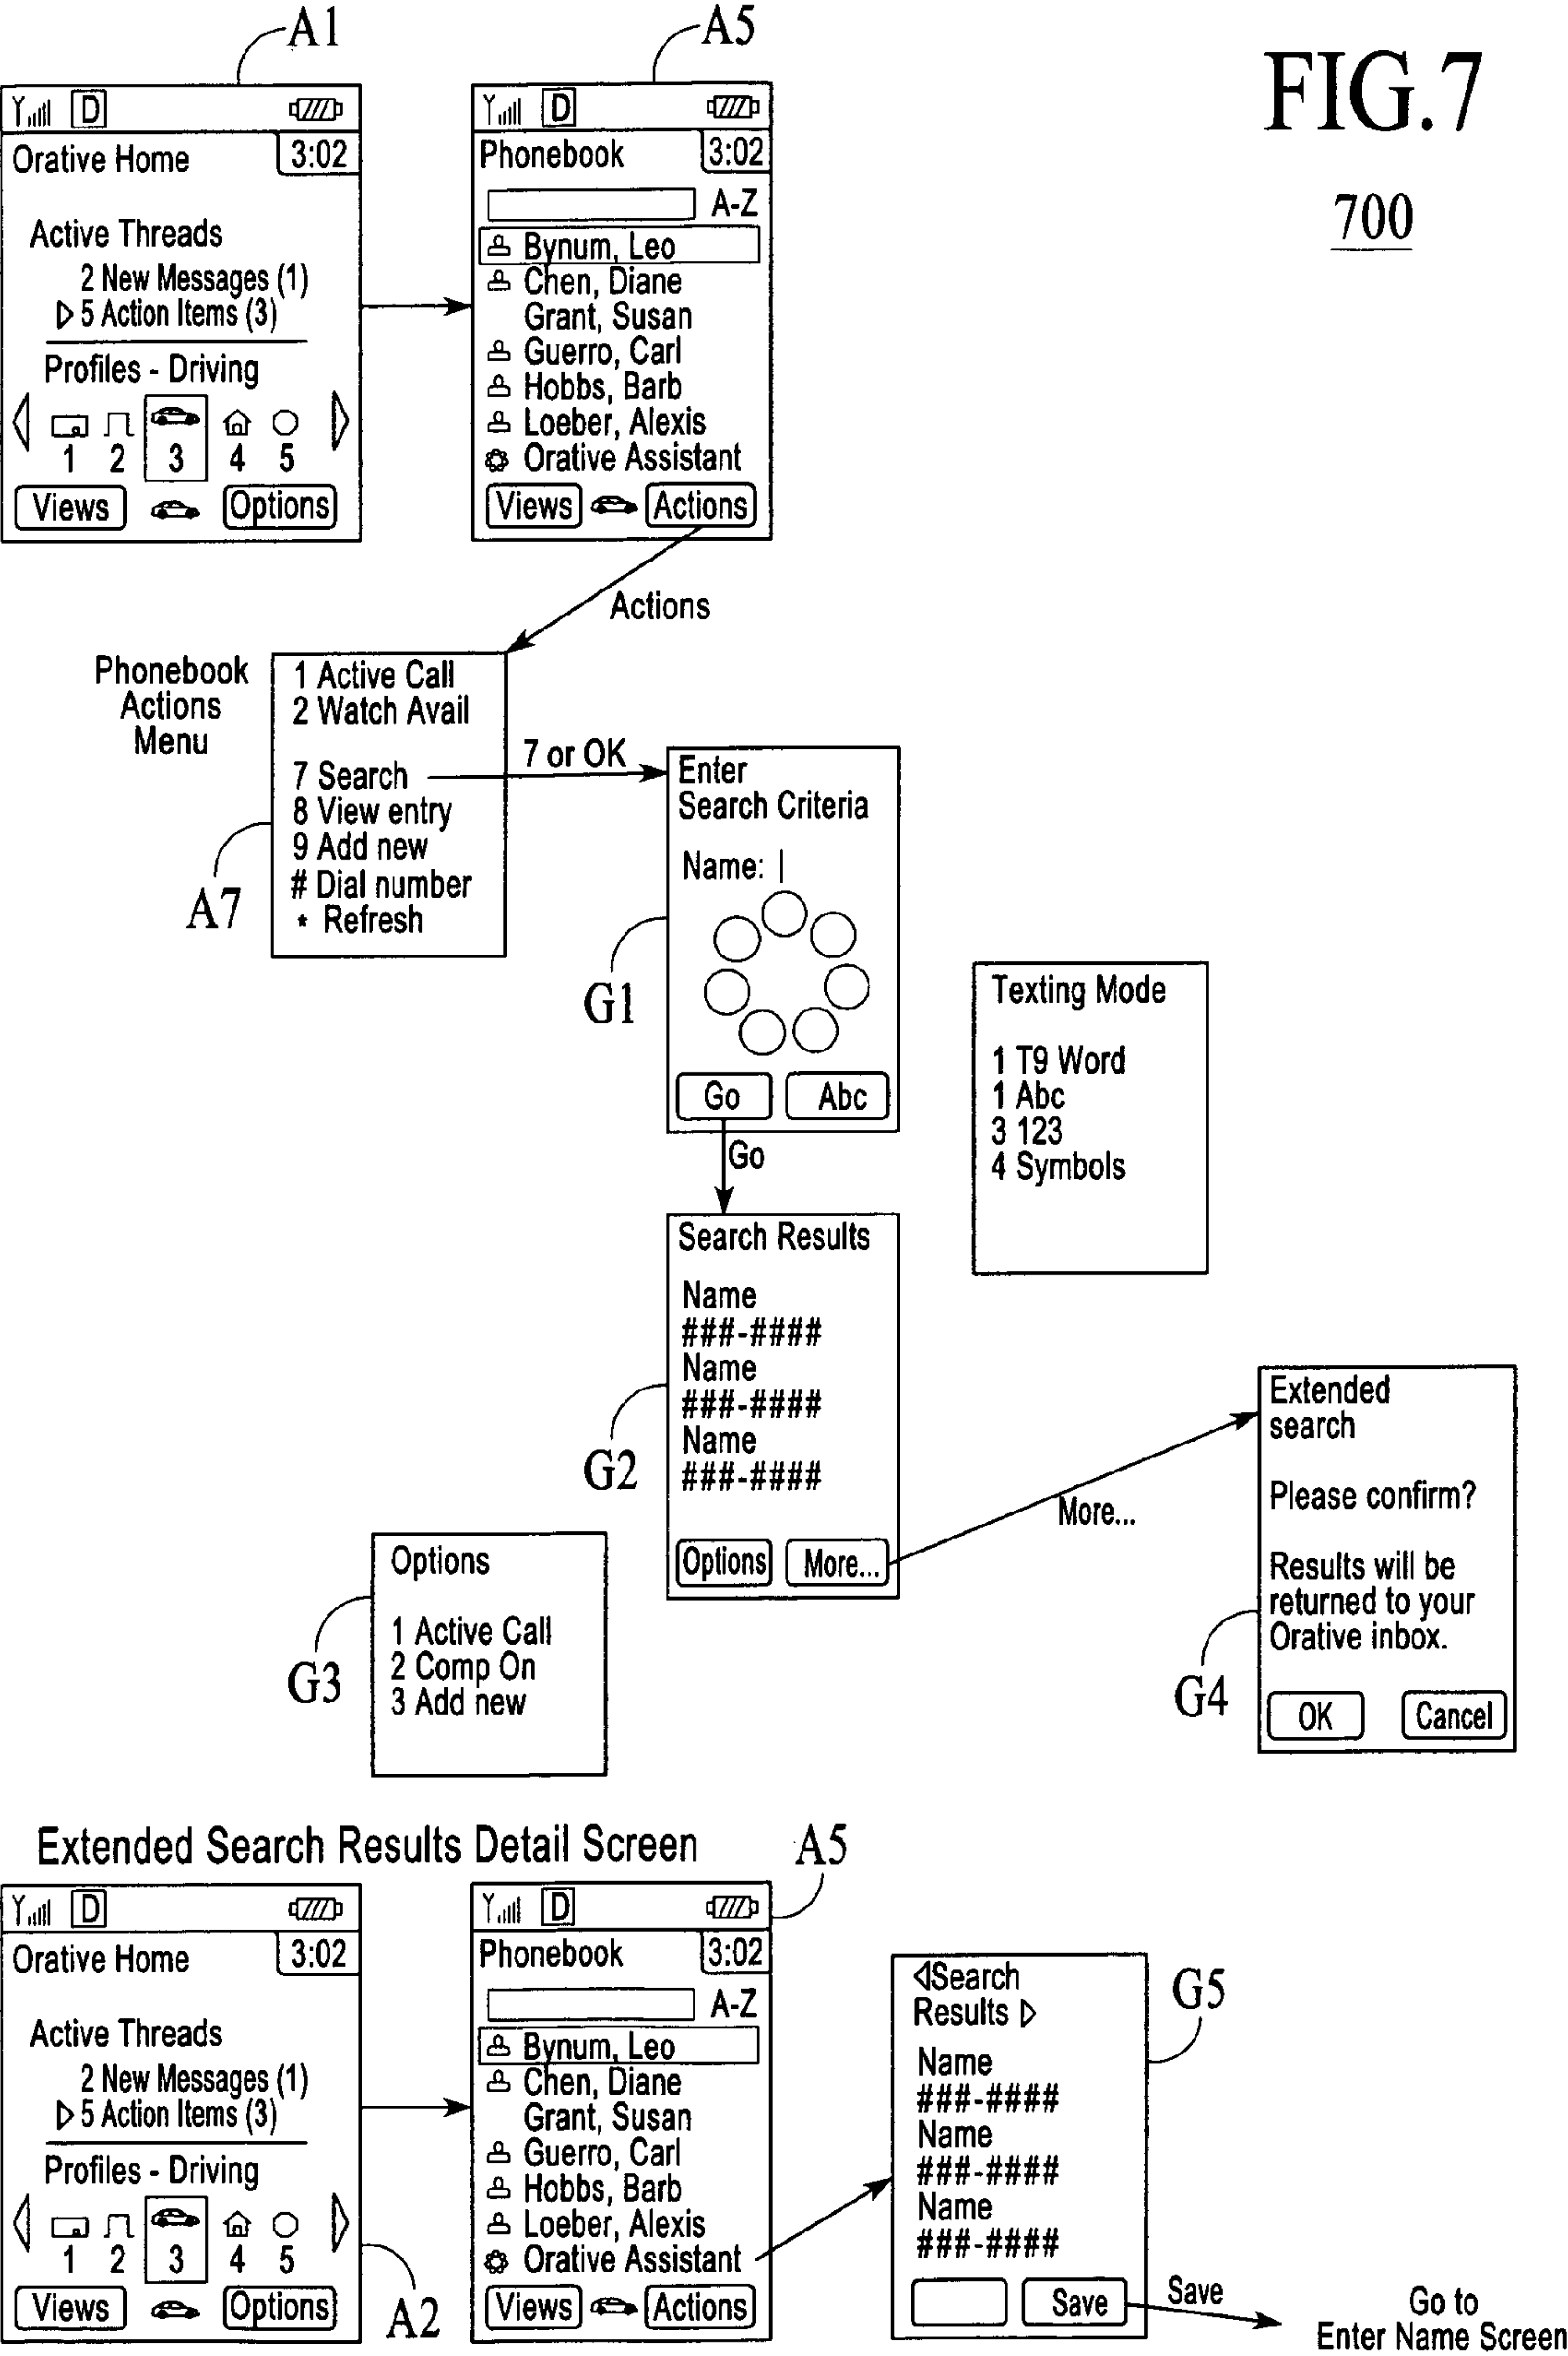 A1
A5
FIG.7
700
D
Orative Home
3:02
Active Threads
2 New Messages (1)
5 Action Items (3)
Profiles - Driving
1 2 3 4 5
Views
Options
D
Phonebook
3:02
A-Z
Bynum, Leo
Chen, Diane
Grant, Susan
Guerro, Carl
Hobbs, Barb
Loeber, Alexis
Orative Assistant
Views
Actions
Actions
Phonebook
Actions
Menu
1 Active Call
2 Watch Avail
7 Search
8 View entry
9 Add new
# Dial number
* Refresh
A7
7 or OK
Enter
Search Criteria
Name: |
Go
Abc
G1
Texting Mode
1 T9 Word
1 Abc
3 123
4 Symbols
Go
Search Results
Name
###-####
Name
###-####
Name
###-####
Options
More...
G2
More...
Extended
search
Please confirm?
Results will be
returned to your
Orative inbox.
OK
Cancel
G4
Options
1 Active Call
2 Comp On
3 Add new
G3
Extended Search Results Detail Screen
A5
D
Orative Home
3:02
Active Threads
2 New Messages (1)
5 Action Items (3)
Profiles - Driving
1 2 3 4 5
Views
Options
A2
D
Phonebook
3:02
A-Z
Bynum, Leo
Chen, Diane
Grant, Susan
Guerro, Carl
Hobbs, Barb
Loeber, Alexis
Orative Assistant
Views
Actions
Search
Results
Name
###-####
Name
###-####
Name
###-####
Save
G5
Save
Go to
Enter Name Screen